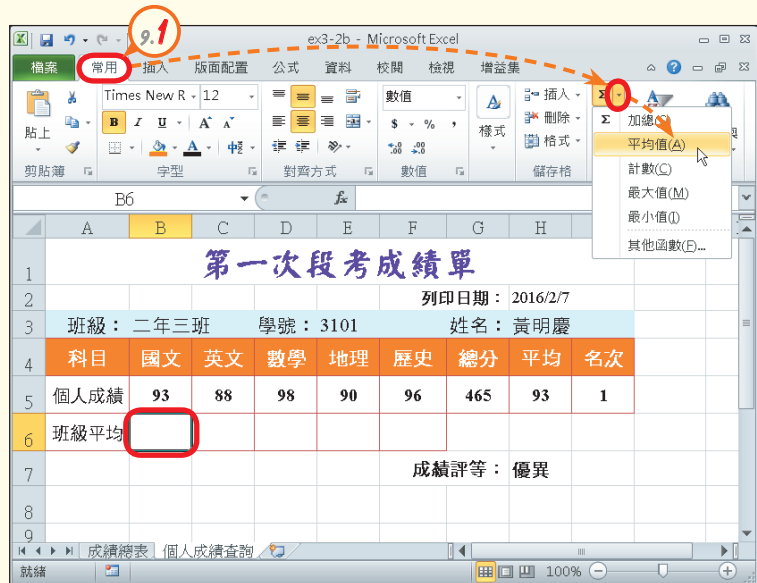 9.1
ex3-2b - Microsoft Excel
檔案 常用 插入 版面配置 公式 資料 校閱 檢視 增益集
貼上
Times New R 12
B I U A A
A 中
數值
$ % ,
.00 .00
樣式
插入
刪除
格式
Σ
剪貼簿 字型 對齊方式 數值 儲存格
Σ 加總
平均值(A)
計數(C)
最大值(M)
最小值(I)
其他函數(F)...
B6 fx
A B C D E F G H
1 第一次段考成績單
2 列印日期： 2016/2/7
3 班級： 二年三班 學號： 3101 姓名： 黃明慶
4 科目 國文 英文 數學 地理 歷史 總分 平均 名次
5 個人成績 93 88 98 90 96 465 93 1
6 班級平均
7 成績評等： 優異
8
9
成績總表 個人成績查詢
就緒 100%